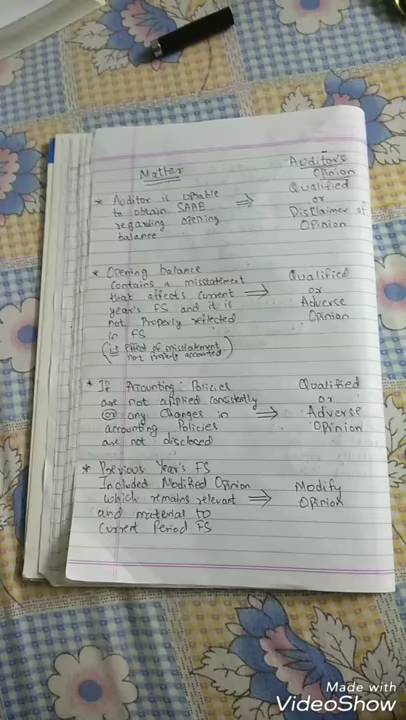 Matter
Auditor's
Opinion
* Auditor is unable
to obtain SAAE
regarding opening
balance
⇒
Qualified
or
Disclaimer of
Opinion
* Opening balance
contains a misstatement
that affects current
year's FS and it is
not Properly reflected
in FS
(i.e. Effect of misstatement
not properly accounted)
⇒
Qualified
or
Adverse
Opinion
* If Accounting Policies
are not applied consistently
or any changes in
accounting Policies
are not disclosed
⇒
Qualified
or
Adverse
Opinion
* Previous Year's FS
Included Modified Opinion
which remains relevant
and material to
Current Period FS
⇒
Modify
Opinion
Made with
VideoShow